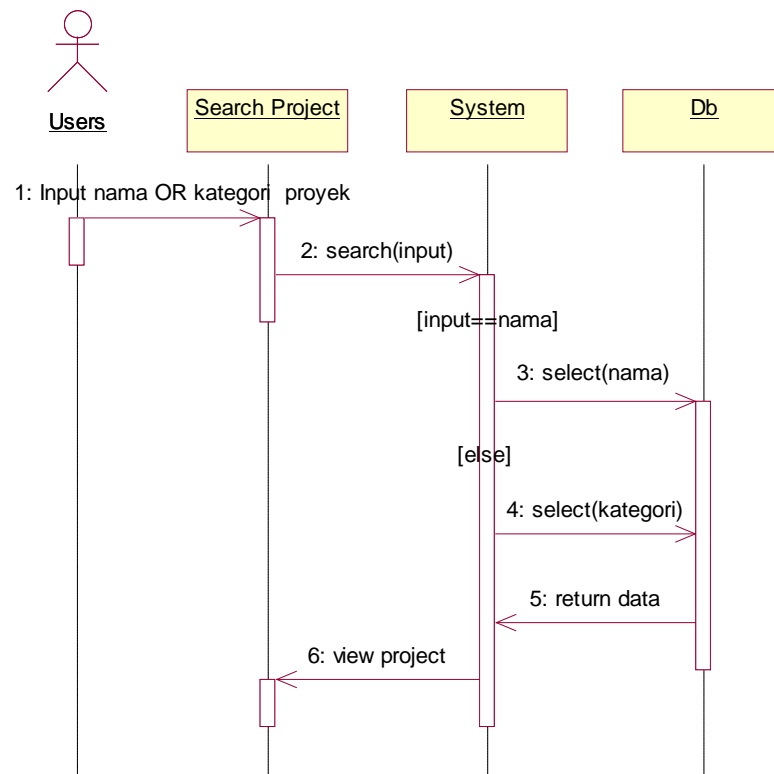 Users
Search Project
System
Db
1: Input nama OR kategori proyek
2: search(input)
[input==nama]
3: select(nama)
[else]
4: select(kategori)
5: return data
6: view project